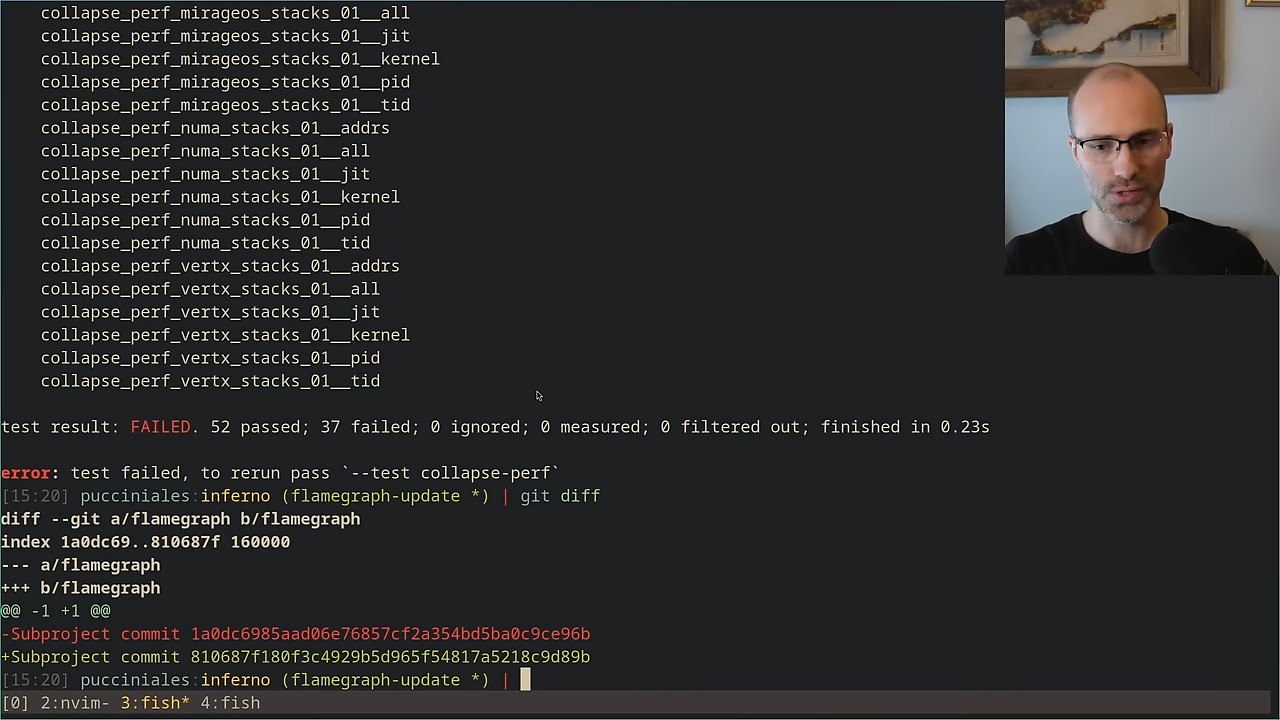 collapse_perf_mirageos_stacks_01__all
collapse_perf_mirageos_stacks_01__jit
collapse_perf_mirageos_stacks_01__kernel
collapse_perf_mirageos_stacks_01__pid
collapse_perf_mirageos_stacks_01__tid
collapse_perf_numa_stacks_01__addrs
collapse_perf_numa_stacks_01__all
collapse_perf_numa_stacks_01__jit
collapse_perf_numa_stacks_01__kernel
collapse_perf_numa_stacks_01__pid
collapse_perf_numa_stacks_01__tid
collapse_perf_vertx_stacks_01__addrs
collapse_perf_vertx_stacks_01__all
collapse_perf_vertx_stacks_01__jit
collapse_perf_vertx_stacks_01__kernel
collapse_perf_vertx_stacks_01__pid
collapse_perf_vertx_stacks_01__tid
test result: FAILED. 52 passed; 37 failed; 0 ignored; 0 measured; 0 filtered out; finished in 0.23s
error: test failed, to rerun pass `--test collapse-perf`
[15:20] pucciniales:inferno (flamegraph-update *) | git diff
diff --git a/flamegraph b/flamegraph
index 1a0dc69..810687f 160000
--- a/flamegraph
+++ b/flamegraph
@@ -1 +1 @@
-Subproject commit 1a0dc6985aad06e76857cf2a354bd5ba0c9ce96b
+Subproject commit 810687f180f3c4929b5d965f54817a5218c9d89b
[15:20] pucciniales:inferno (flamegraph-update *) |
[0] 2:nvim- 3:fish* 4:fish